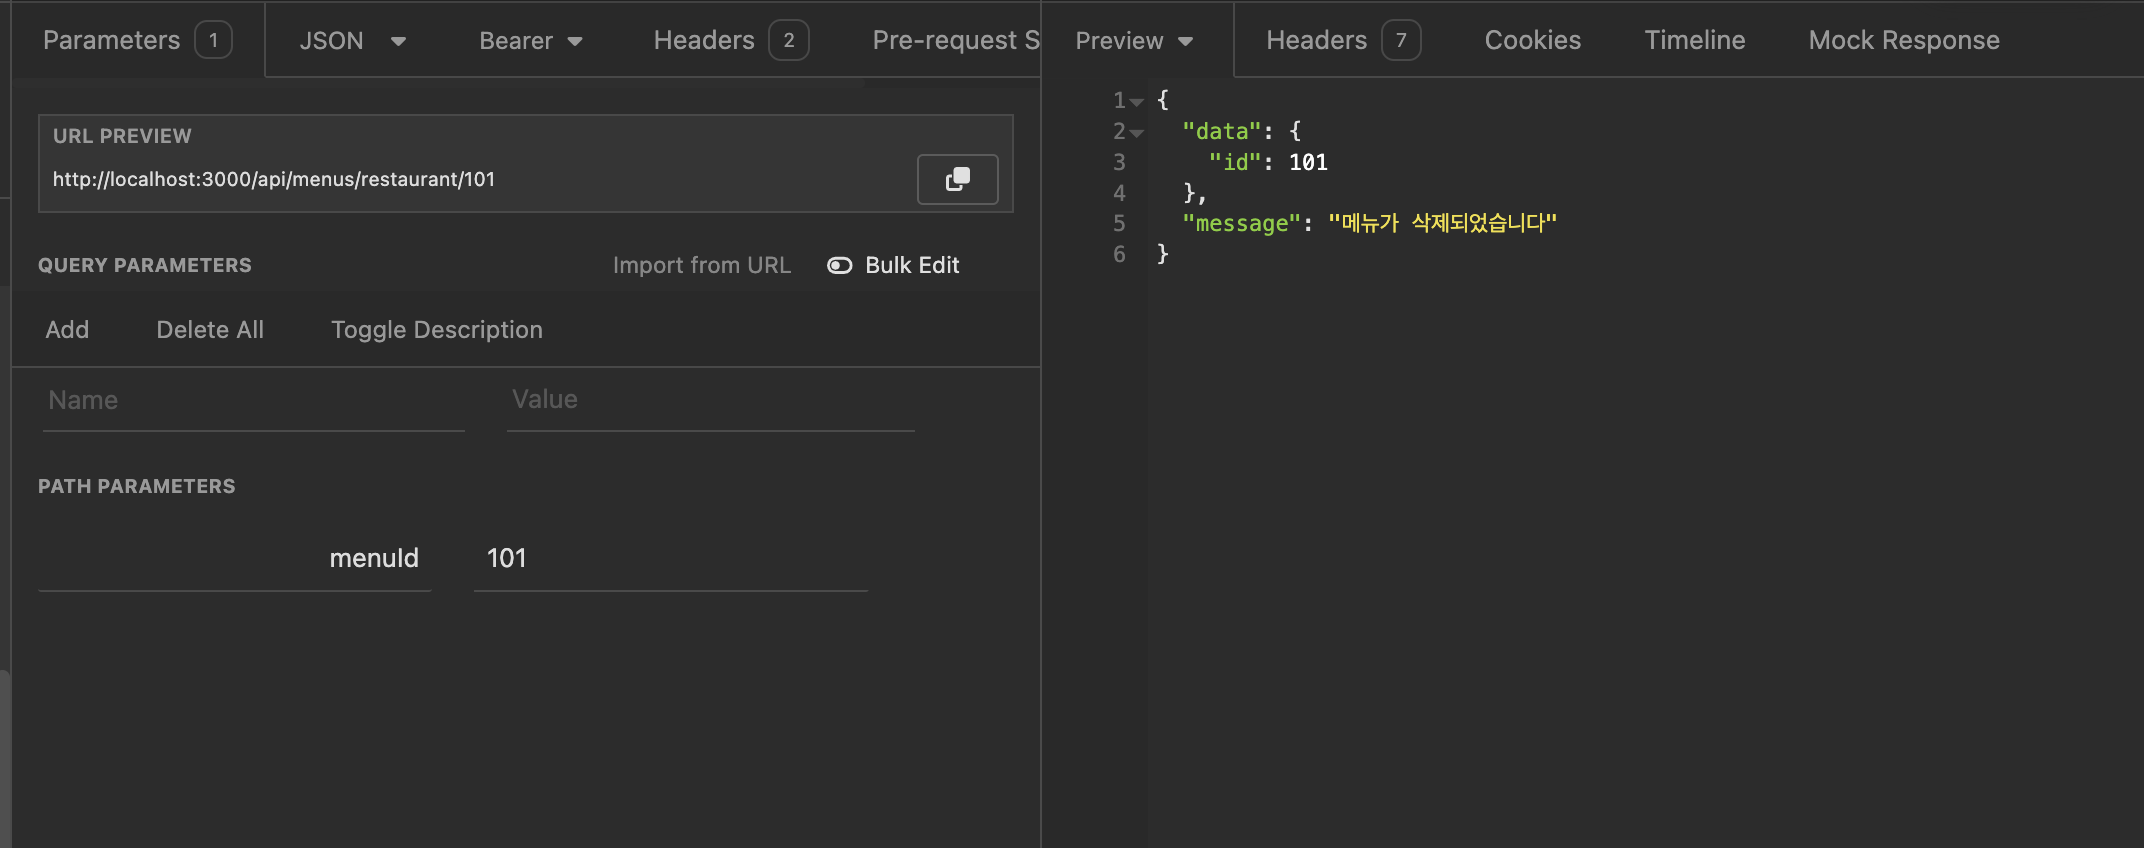 Parameters 1 JSON Bearer Headers 2 Pre-request S
URL PREVIEW
http://localhost:3000/api/menus/restaurant/101
QUERY PARAMETERS Import from URL Bulk Edit
Add Delete All Toggle Description
Name Value
PATH PARAMETERS
menuId 101
Preview Headers 7 Cookies Timeline Mock Response
1 {
2 "data": {
3 "id": 101
4 },
5 "message": "메뉴가 삭제되었습니다"
6 }